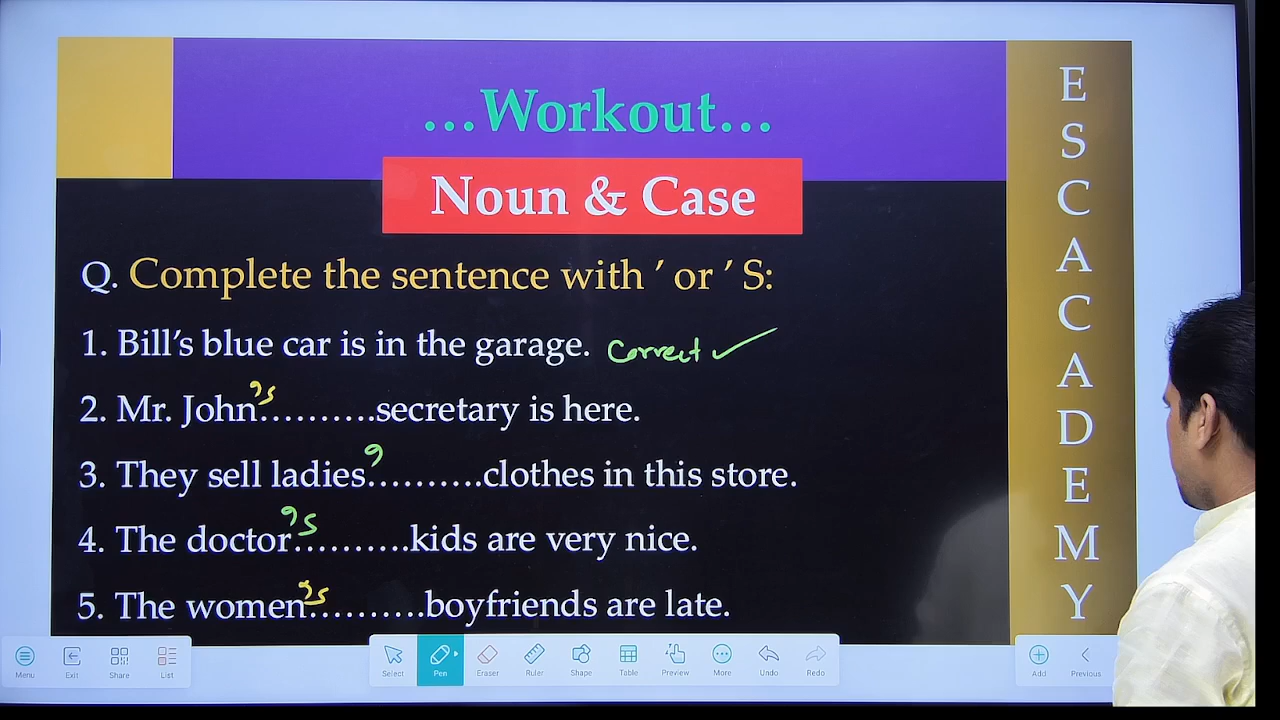 ...Workout...
Noun & Case
Q. Complete the sentence with ’ or ’ S:
1. Bill’s blue car is in the garage. Correct ✓
2. Mr. John’s..........secretary is here.
3. They sell ladies’..........clothes in this store.
4. The doctor’s..........kids are very nice.
5. The women’s..........boyfriends are late.
ESCACADEMY
Menu
Exit
Share
List
Select
Pen
Eraser
Ruler
Shape
Table
Preview
More
Undo
Redo
Add
Previous